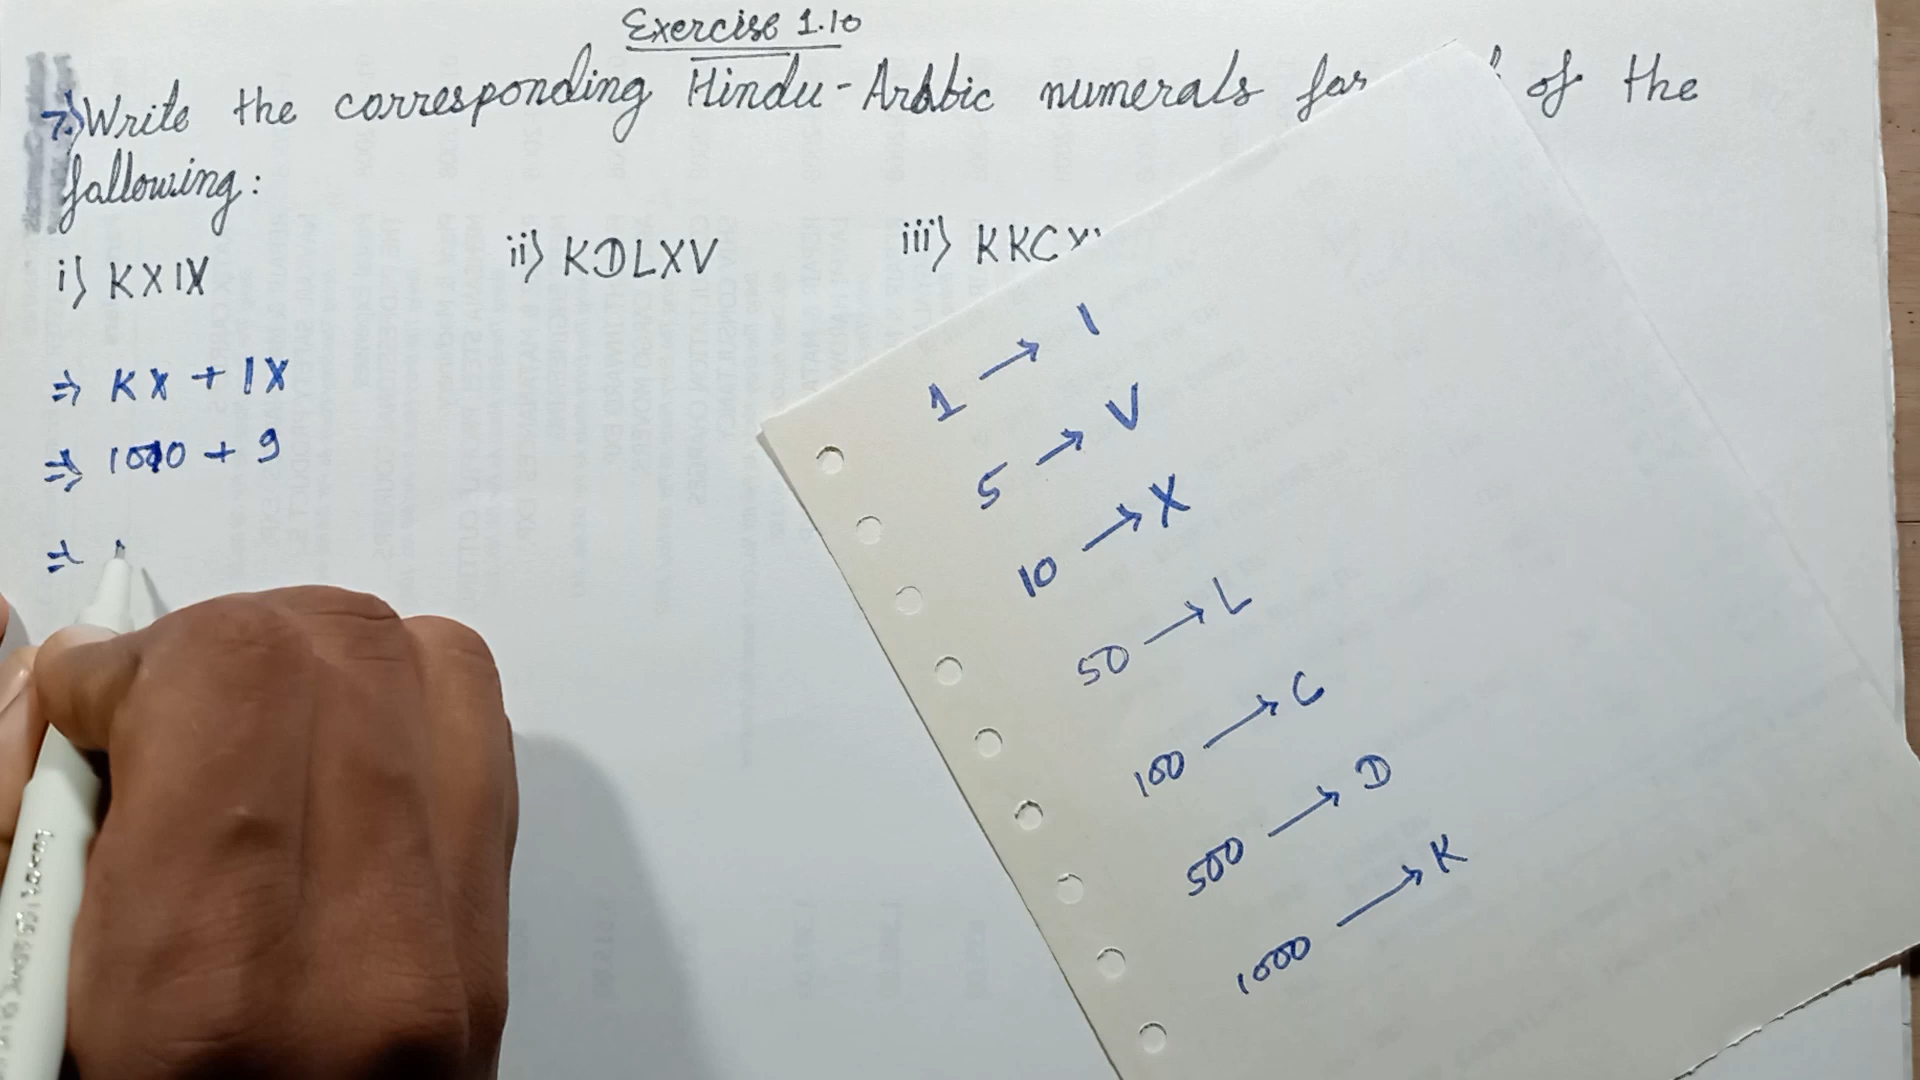 Exercise 1.10
7.) Write the corresponding Hindu-Arabic numerals for of the
following:
i) KXIX ii) KDLXV iii) KKCX
⇒ KX + IX
⇒ 1010 + 9
⇒
1 → I
5 → V
10 → X
50 → L
100 → C
500 → D
1000 → K